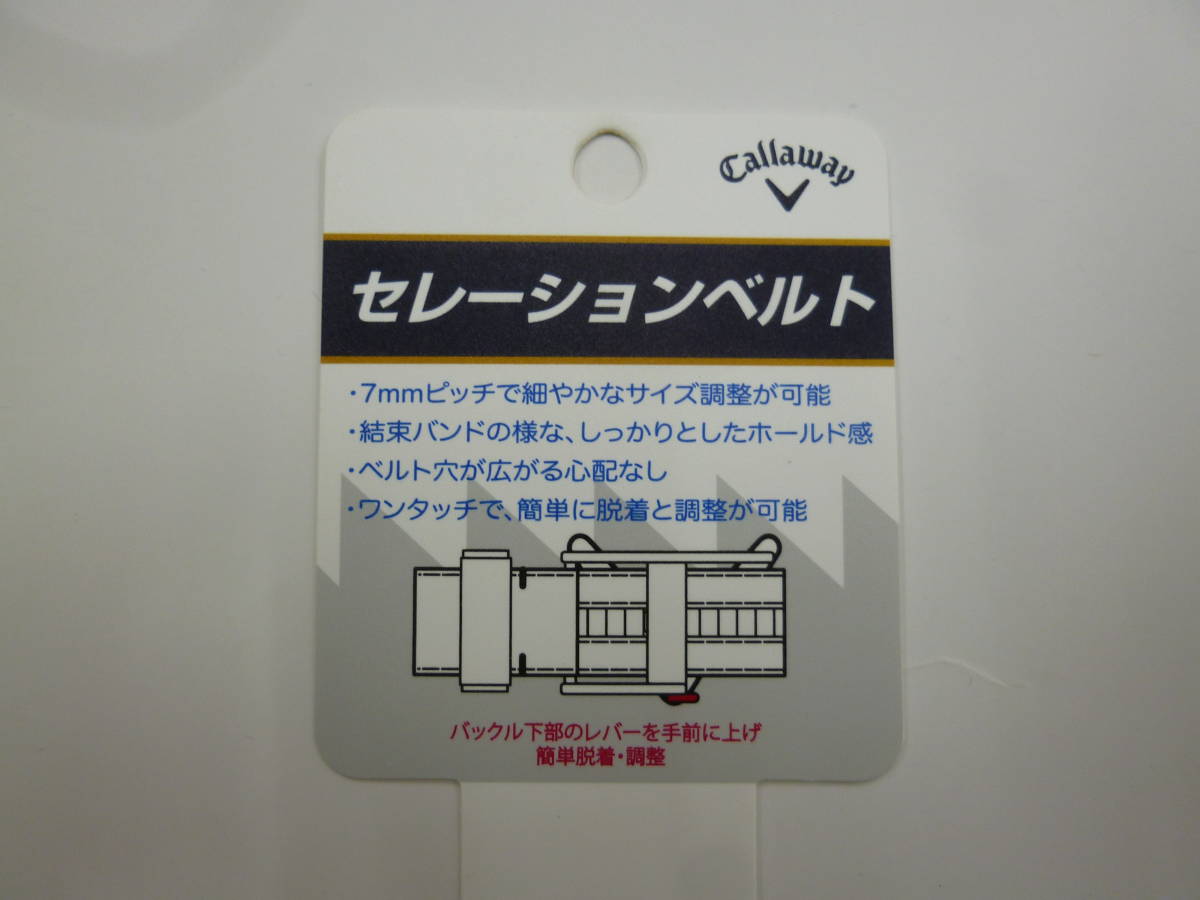 Callaway
セレーションベルト
・7mmピッチで細やかなサイズ調整が可能
・結束バンドの様な、しっかりとしたホールド感
・ベルト穴が広がる心配なし
・ワンタッチで、簡単に脱着と調整が可能
バックル下部のレバーを手前に上げ
簡単脱着・調整